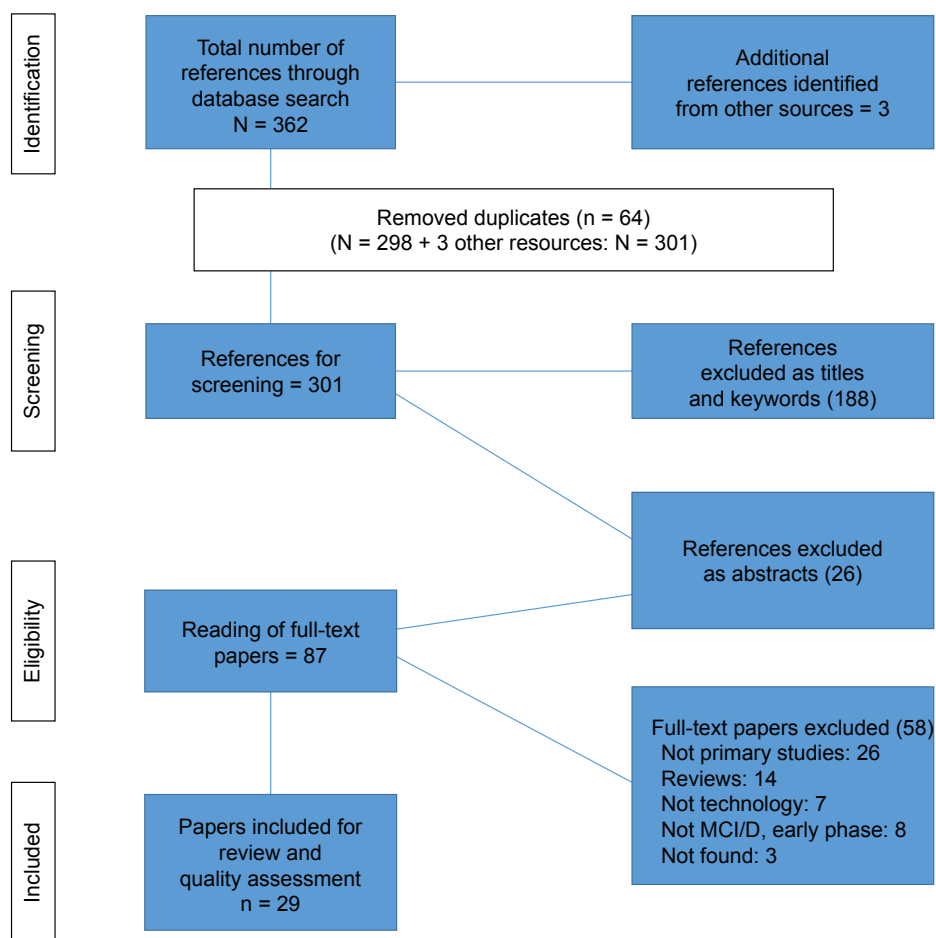 Identification
Total number of
references through
database search
N = 362
Additional
references identified
from other sources = 3
Removed duplicates (n = 64)
(N = 298 + 3 other resources: N = 301)
Screening
References for
screening = 301
References
excluded as titles
and keywords (188)
References excluded
as abstracts (26)
Eligibility
Reading of full-text
papers = 87
Full-text papers excluded (58)
Not primary studies: 26
Reviews: 14
Not technology: 7
Not MCI/D, early phase: 8
Not found: 3
Included
Papers included for
review and
quality assessment
n = 29